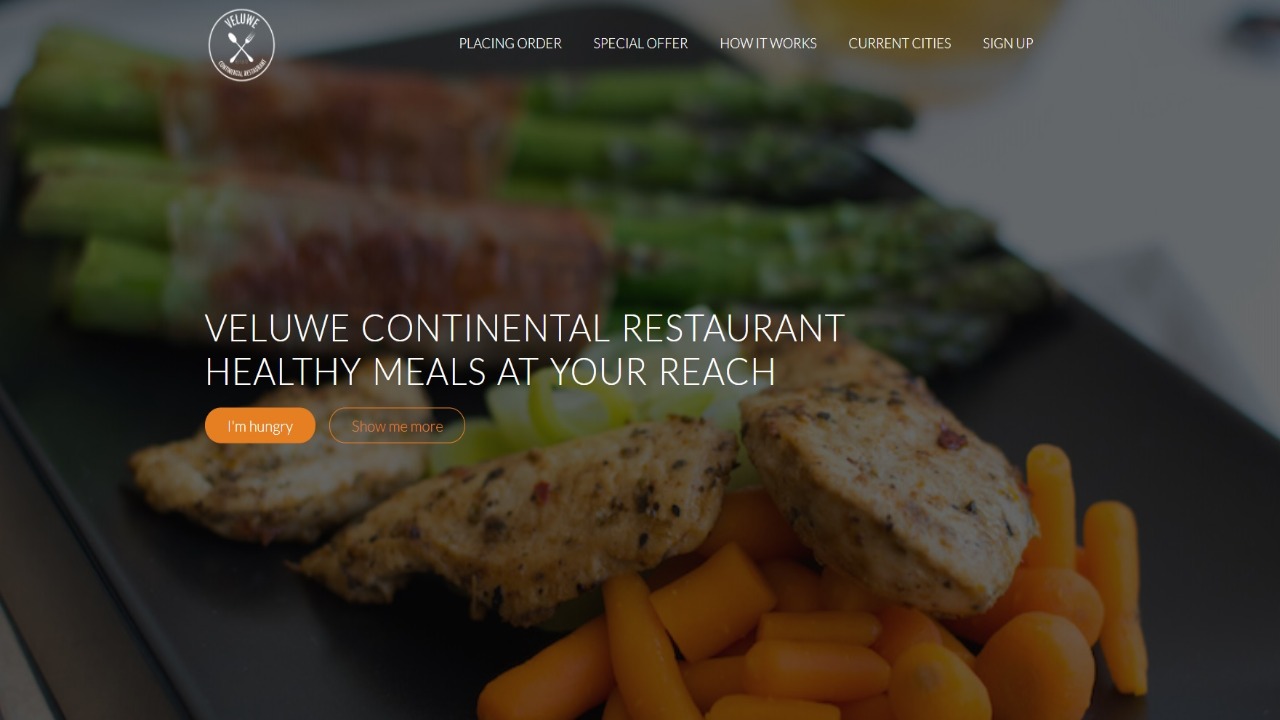 VELUWE
CONTINENTAL RESTAURANT
PLACING ORDER
SPECIAL OFFER
HOW IT WORKS
CURRENT CITIES
SIGN UP
VELUWE CONTINENTAL RESTAURANT
HEALTHY MEALS AT YOUR REACH
I'm hungry
Show me more